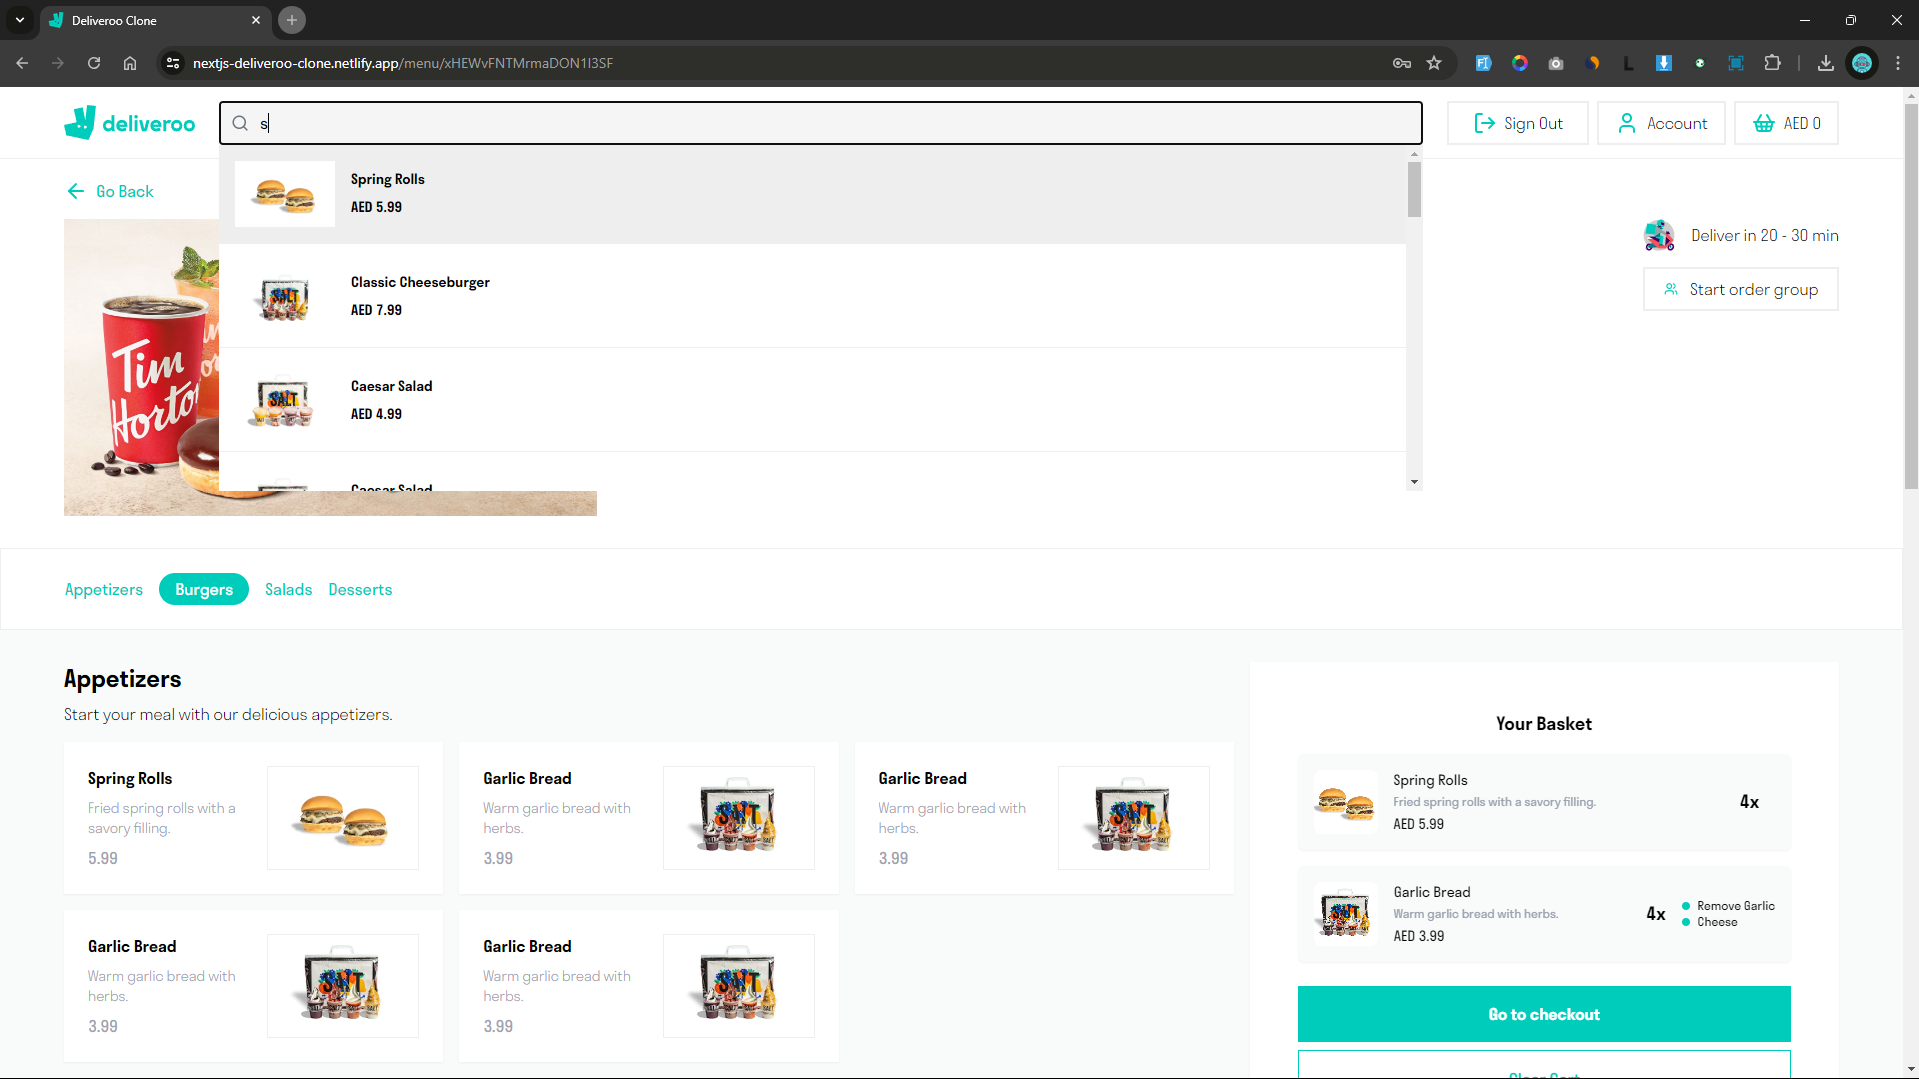 Deliveroo Clone
nextjs-deliveroo-clone.netlify.app/menu/xHEWvFNTMrmaDON1I3SF
deliveroo
s
Sign Out
Account
AED 0
Go Back
Spring Rolls
AED 5.99
Classic Cheeseburger
AED 7.99
Caesar Salad
AED 4.99
Caesar Salad
Tim
Deliver in 20 - 30 min
Start order group
Appetizers
Burgers
Salads
Desserts
Appetizers
Start your meal with our delicious appetizers.
Spring Rolls
Fried spring rolls with a
savory filling.
5.99
Garlic Bread
Warm garlic bread with
herbs.
3.99
Garlic Bread
Warm garlic bread with
herbs.
3.99
Garlic Bread
Warm garlic bread with
herbs.
3.99
Garlic Bread
Warm garlic bread with
herbs.
3.99
Your Basket
Spring Rolls
Fried spring rolls with a savory filling.
AED 5.99
4x
Garlic Bread
Warm garlic bread with herbs.
AED 3.99
4x
Remove Garlic
Cheese
Go to checkout
Clear Cart